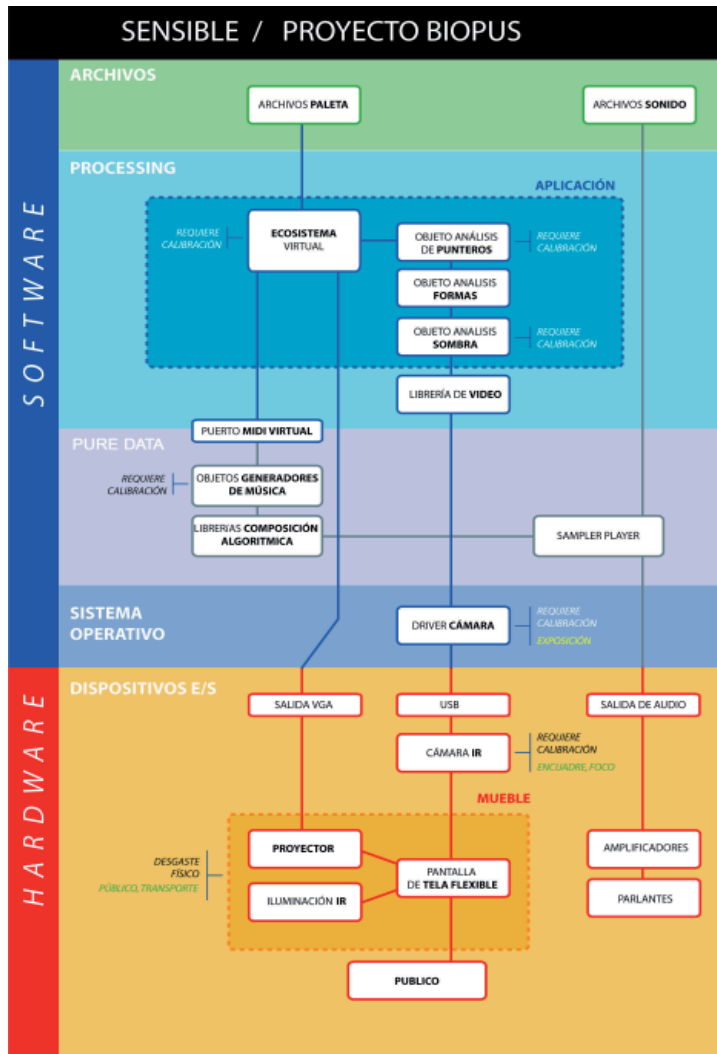 SENSIBLE / PROYECTO BIOPUS
SOFTWARE
ARCHIVOS
ARCHIVOS PALETA
ARCHIVOS SONIDO
PROCESSING
APLICACIÓN
REQUIERE
CALIBRACIÓN
ECOSISTEMA
VIRTUAL
OBJETO ANÁLISIS
DE PUNTEROS
REQUIERE
CALIBRACIÓN
OBJETO ANALISIS
FORMAS
OBJETO ANALISIS
SOMBRA
REQUIERE
CALIBRACIÓN
LIBRERÍA DE VIDEO
PUERTO MIDI VIRTUAL
PURE DATA
REQUIERE
CALIBRACIÓN
OBJETOS GENERADORES
DE MÚSICA
LIBRERÍAS COMPOSICIÓN
ALGORITMICA
SAMPLER PLAYER
SISTEMA
OPERATIVO
DRIVER CÁMARA
REQUIERE
CALIBRACIÓN
EXPOSICIÓN
HARDWARE
DISPOSITIVOS E/S
SALIDA VGA
USB
SALIDA DE AUDIO
CÁMARA IR
REQUIERE
CALIBRACIÓN
ENCUADRE, FOCO
MUEBLE
DESGASTE
FÍSICO
PÚBLICO, TRANSPORTE
PROYECTOR
ILUMINACIÓN IR
PANTALLA
DE TELA FLEXIBLE
AMPLIFICADORES
PARLANTES
PUBLICO